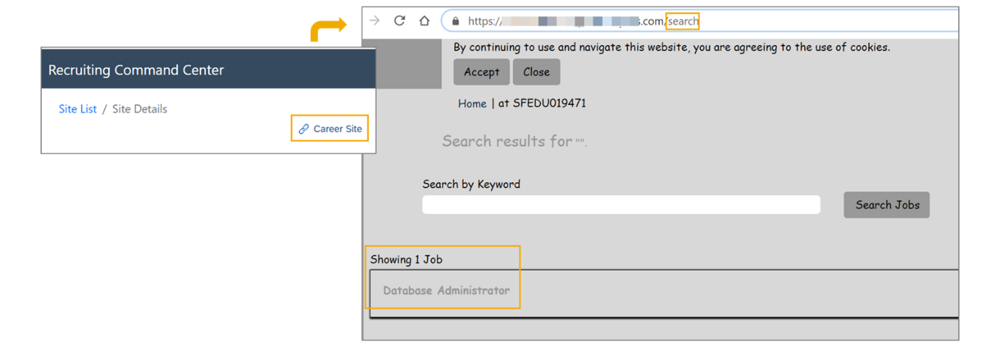 Recruiting Command Center
Site List / Site Details
Career Site
https:// .com/search
By continuing to use and navigate this website, you are agreeing to the use of cookies.
Accept Close
Home | at SFEDU019471
Search results for "".
Search by Keyword
Search Jobs
Showing 1 Job
Database Administrator